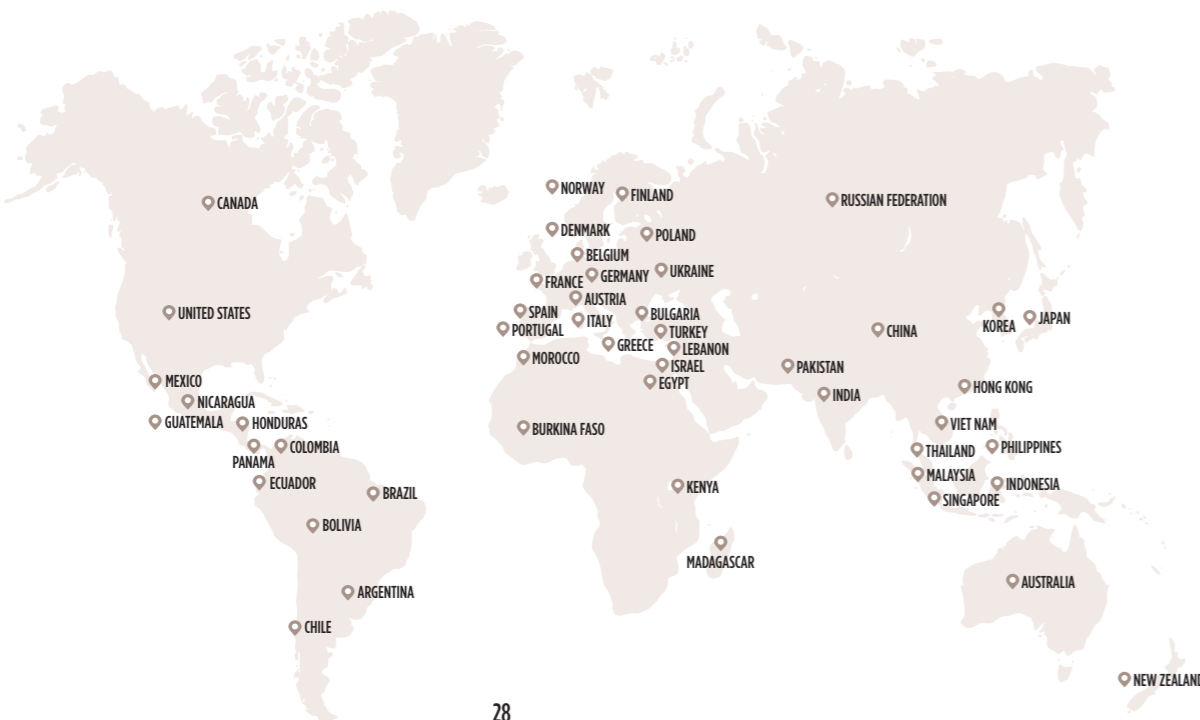 NORWAY
FINLAND
CANADA
RUSSIAN FEDERATION
DENMARK
POLAND
BELGIUM
UKRAINE
GERMANY
FRANCE
AUSTRIA
UNITED STATES
SPAIN
BULGARIA
ITALY
PORTUGAL
TURKEY
CHINA
KOREA
JAPAN
GREECE
LEBANON
MOROCCO
ISRAEL
PAKISTAN
MEXICO
EGYPT
HONG KONG
INDIA
NICARAGUA
GUATEMALA
HONDURAS
BURKINA FASO
VIET NAM
COLOMBIA
PANAMA
THAILAND
PHILIPPINES
MALAYSIA
ECUADOR
BRAZIL
KENYA
INDONESIA
SINGAPORE
BOLIVIA
MADAGASCAR
AUSTRALIA
ARGENTINA
CHILE
NEW ZEALAND
28